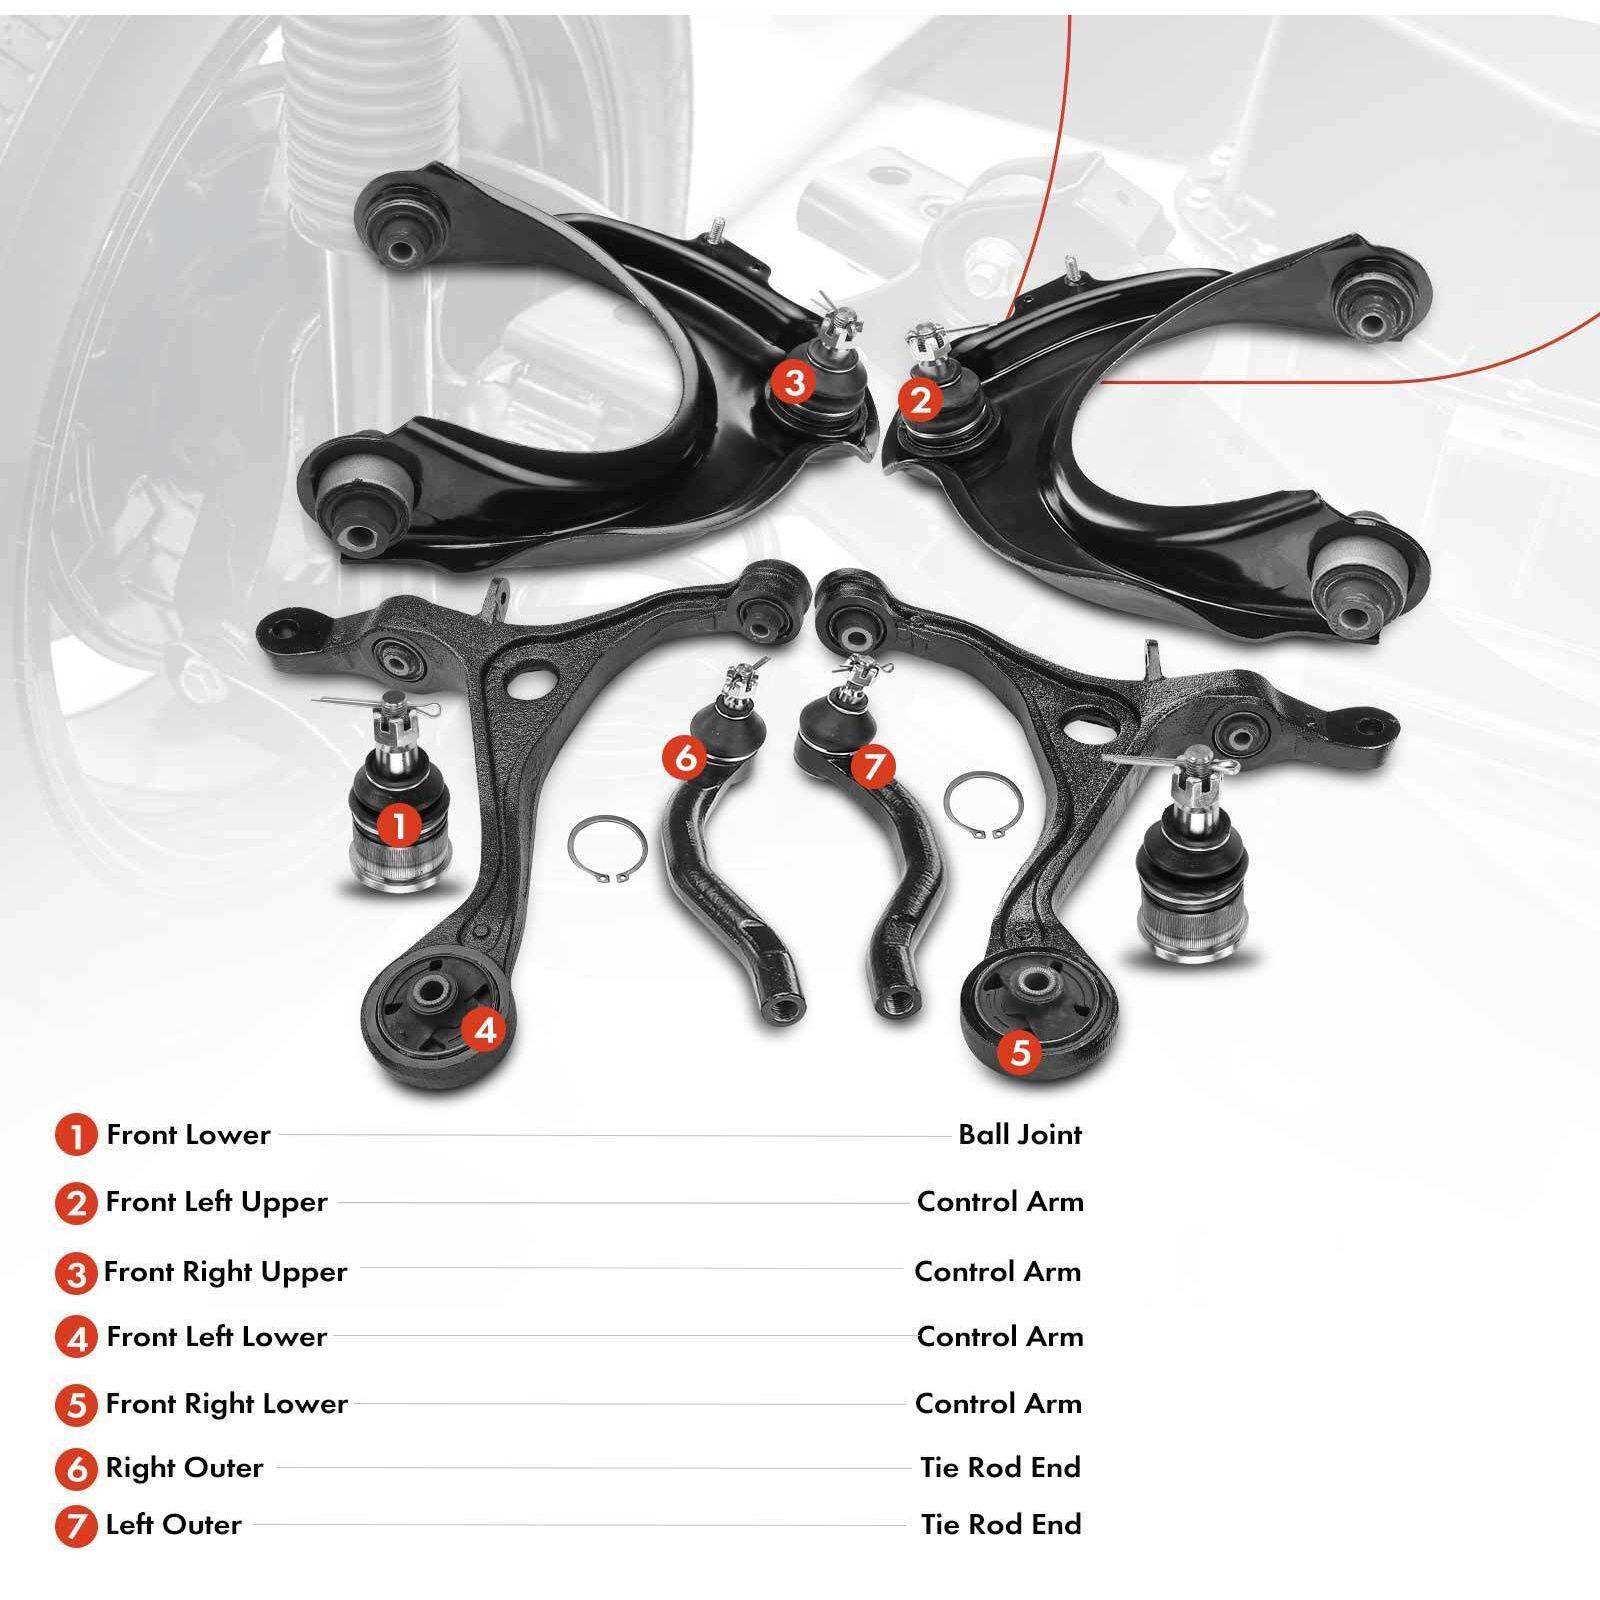 3
2
6
7
1
4
5
1 Front Lower Ball Joint
2 Front Left Upper Control Arm
3 Front Right Upper Control Arm
4 Front Left Lower Control Arm
5 Front Right Lower Control Arm
6 Right Outer Tie Rod End
7 Left Outer Tie Rod End